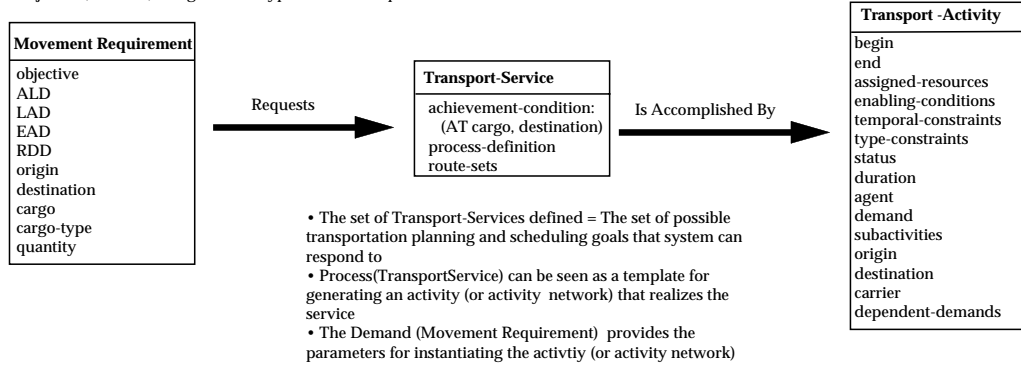 Movement Requirement
objective
ALD
LAD
EAD
RDD
origin
destination
cargo
cargo-type
quantity
Requests
Transport-Service
achievement-condition:
(AT cargo, destination)
process-definition
route-sets
Is Accomplished By
Transport -Activity
begin
end
assigned-resources
enabling-conditions
temporal-constraints
type-constraints
status
duration
agent
demand
subactivities
origin
destination
carrier
dependent-demands
• The set of Transport-Services defined = The set of possible
transportation planning and scheduling goals that system can
respond to
• Process(TransportService) can be seen as a template for
generating an activity (or activity network) that realizes the
service
• The Demand (Movement Requirement) provides the
parameters for instantiating the activtiy (or activity network)